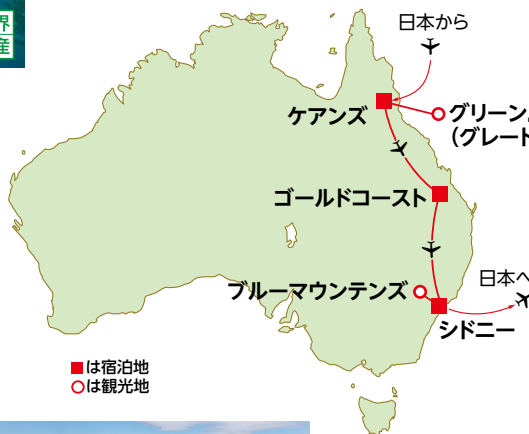 界
産
日本から
ケアンズ
グリーン
(グレート
ゴールドコースト
ブルーマウンテンズ
日本へ
シドニー
■は宿泊地
○は観光地